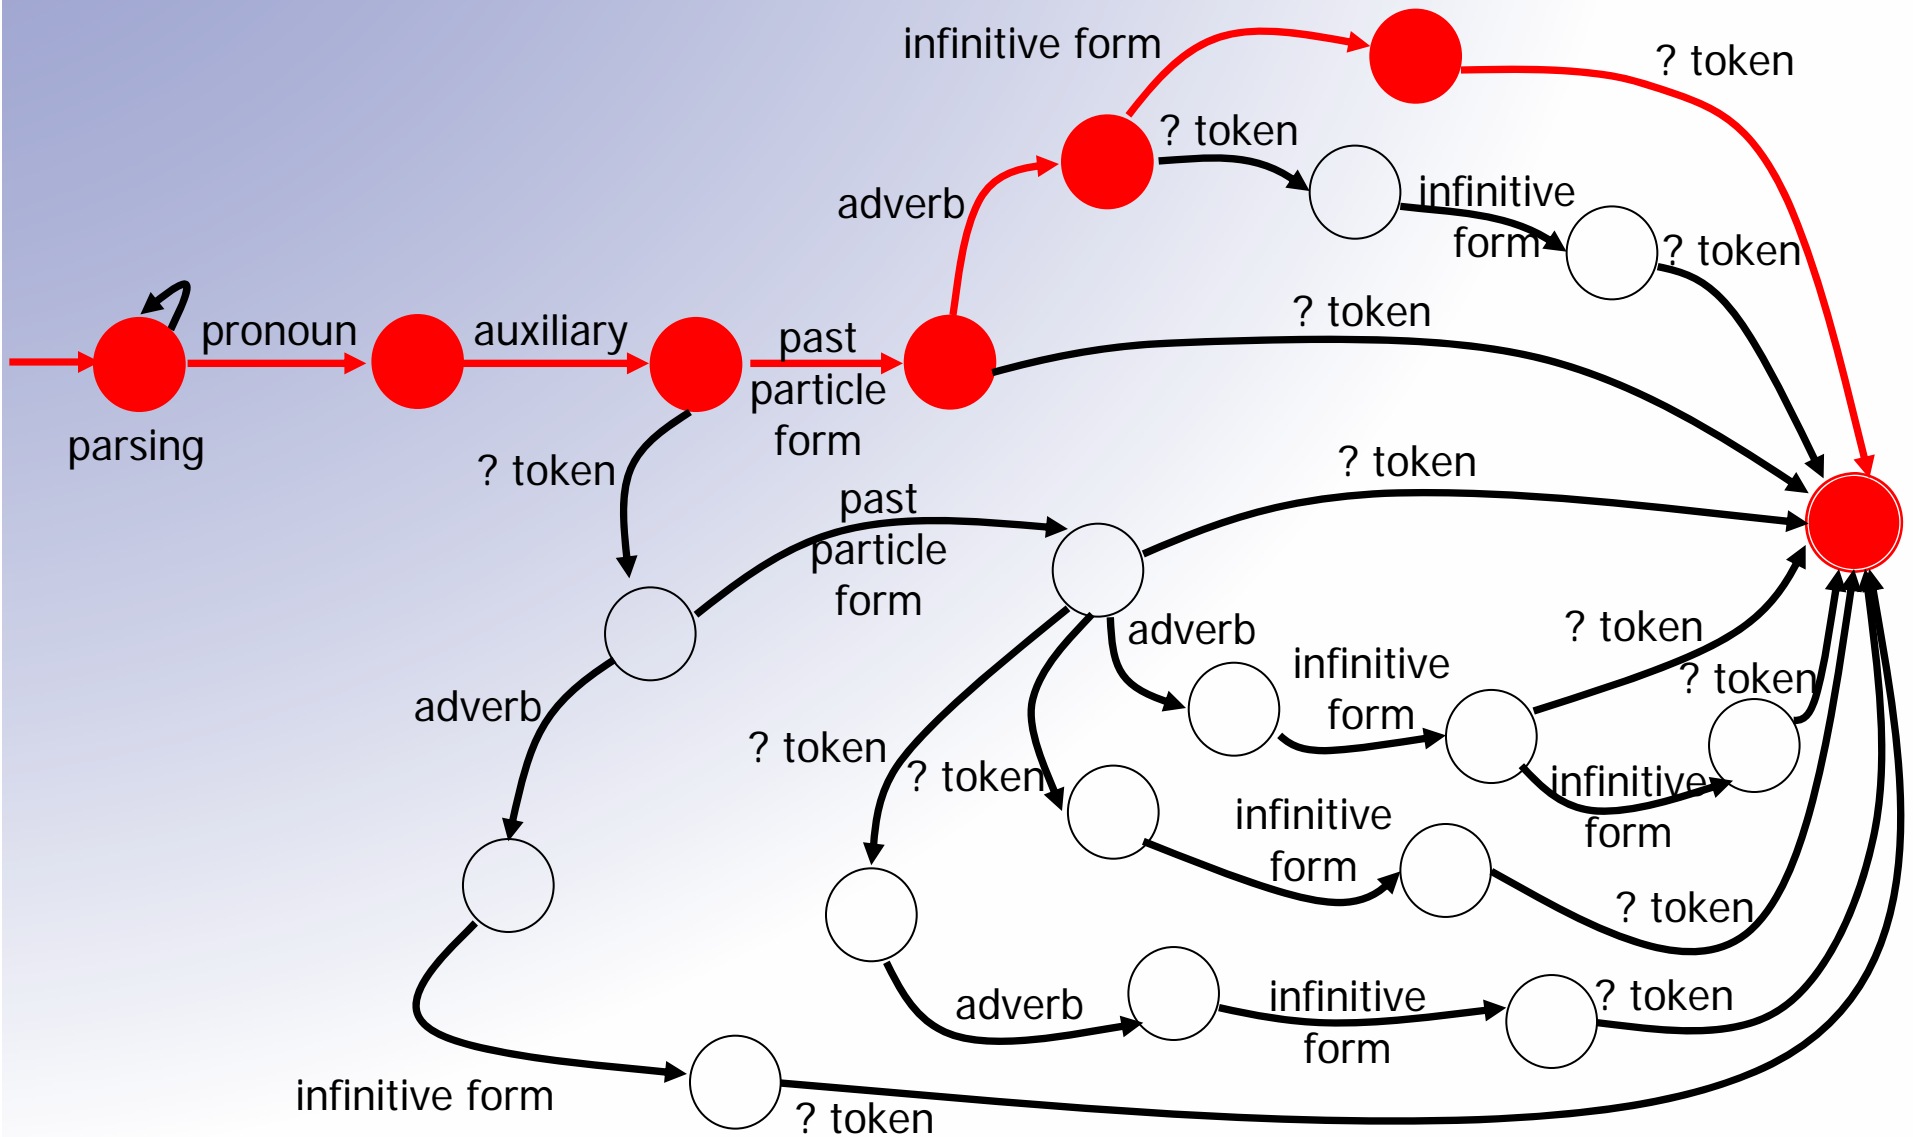 infinitive form
? token
? token
adverb
infinitive
form
? token
? token
pronoun
auxiliary
past
particle
form
parsing
? token
? token
past
particle
form
adverb
? token
infinitive
form
? token
adverb
? token
? token
infinitive
form
infinitive
form
? token
adverb
infinitive
form
? token
infinitive form
? token